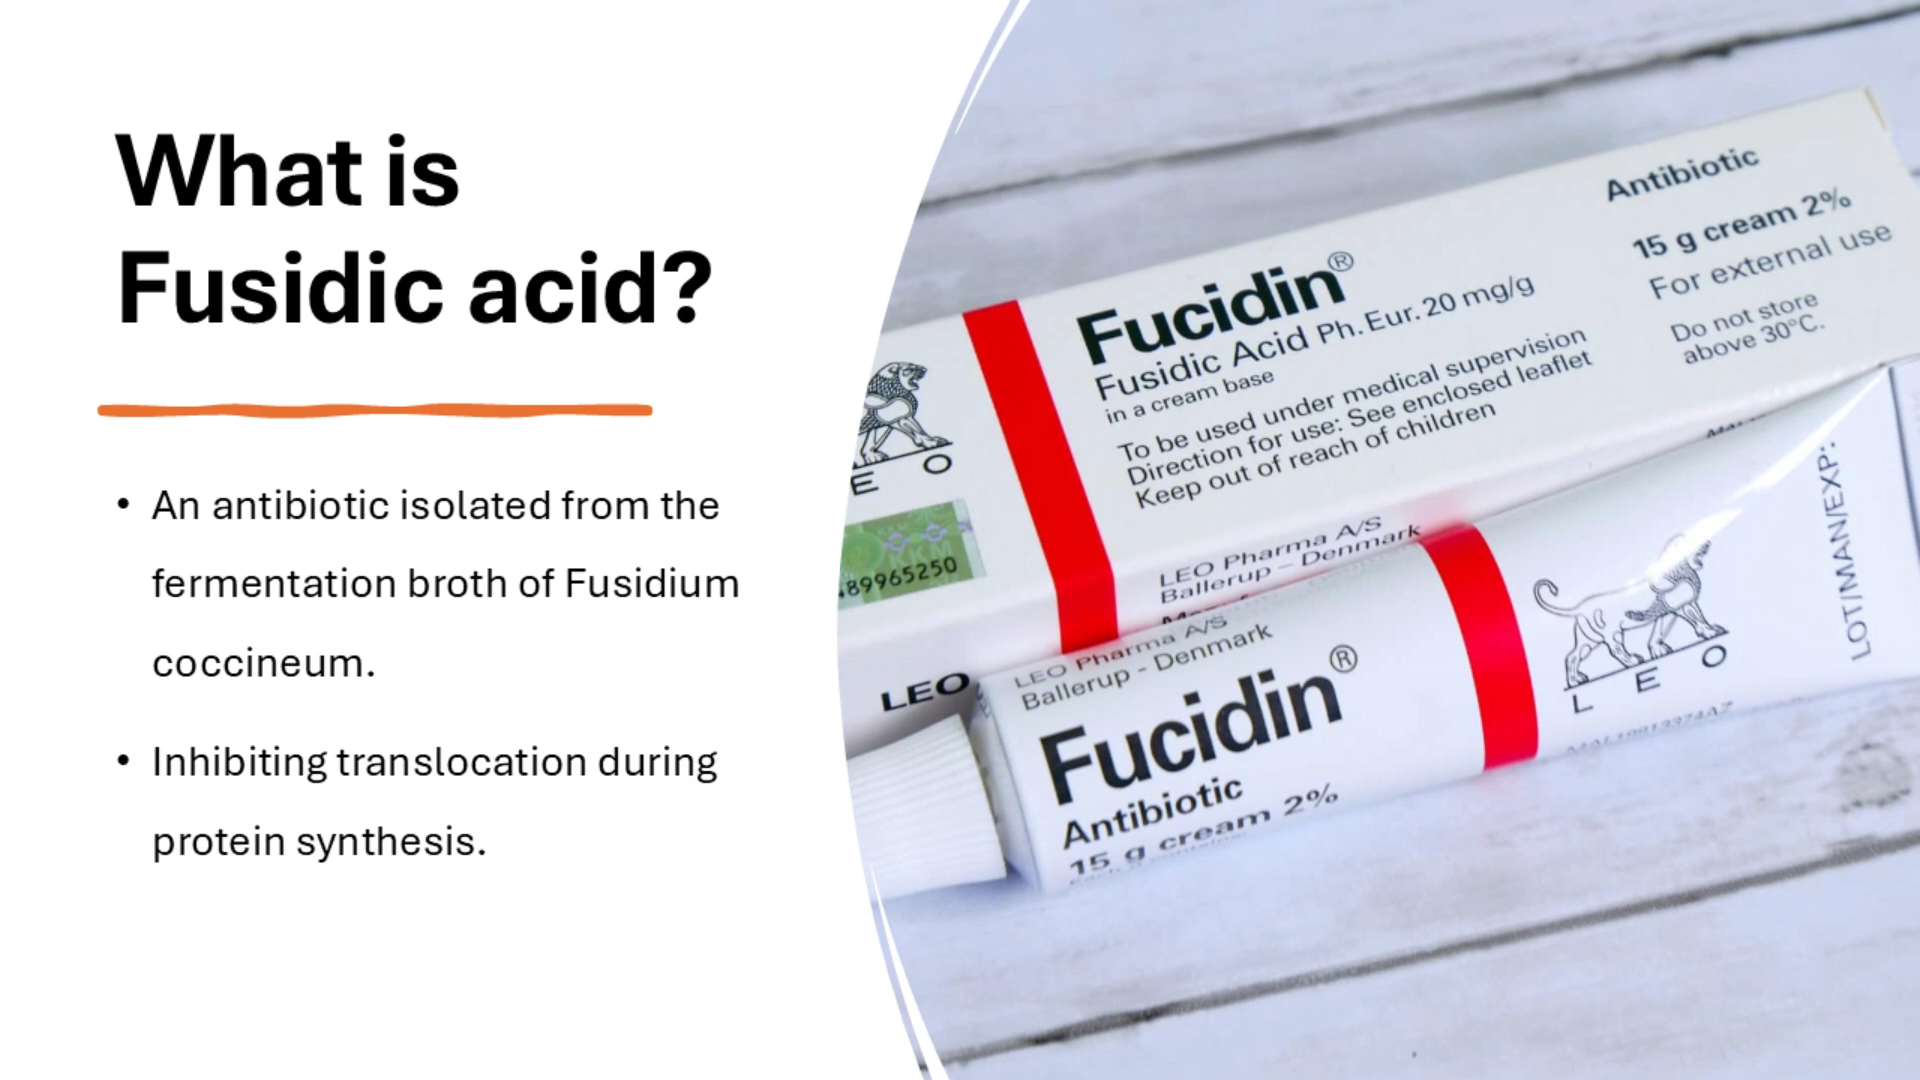 What is
Fusidic acid?
• An antibiotic isolated from the
fermentation broth of Fusidium
coccineum.
• Inhibiting translocation during
protein synthesis.
Antibiotic
15 g cream 2%
For external use
Do not store
above 30°C.
Fucidin®
Fusidic Acid Ph. Eur. 20 mg/g
in a cream base
To be used under medical supervision
Direction for use: See enclosed leaflet
Keep out of reach of children
E O
89965250
LEO Pharma A/S
Ballerup – Denmark
LEO
LEO Pharma A/S
Ballerup - Denmark
Fucidin®
Antibiotic
15 g cream 2%
L E O
LOT/MAN/EXP: